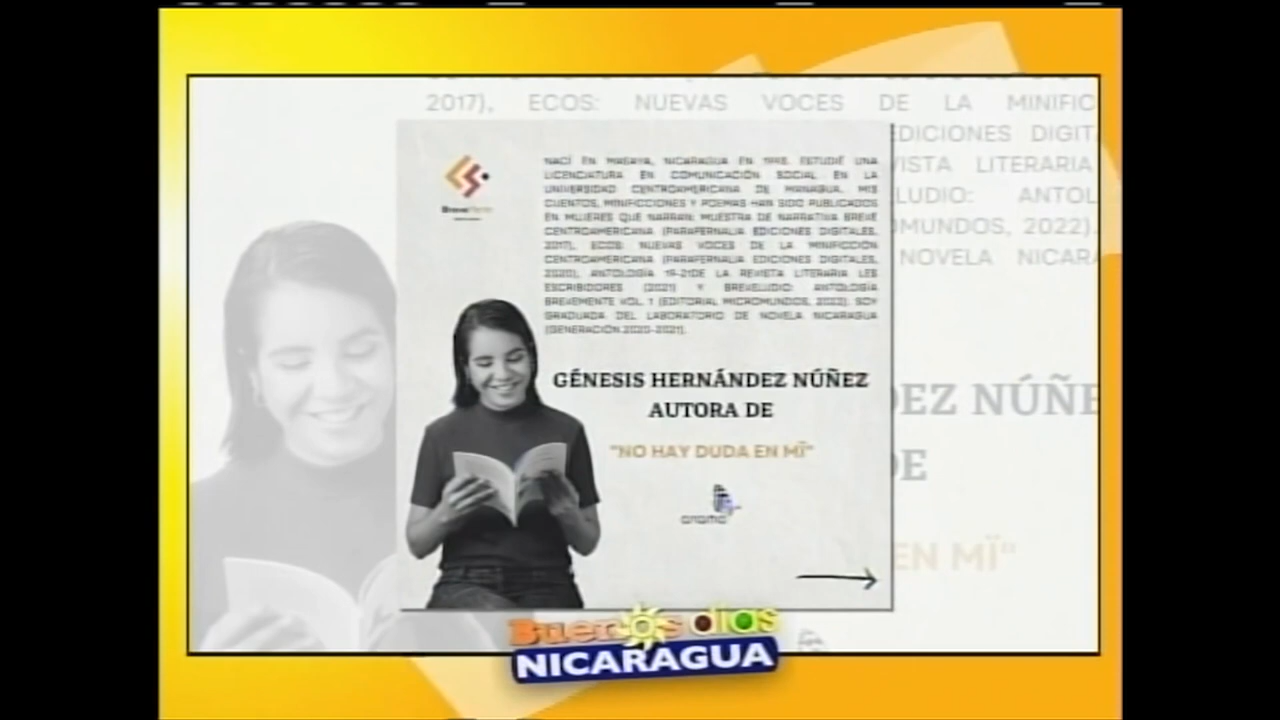 2017), ECOS: NUEVAS VOCES DE LA MINIFIC
EDICIONES DIGIT
VISTA LITERARIA
LUDIO: ANTOL
OMUNDOS, 2022).
NOVELA NICARA
NACÍ EN MASAYA, NICARAGUA EN ESTUDIÉ UNA
LICENCIATURA EN COMUNICACIÓN SOCIAL EN LA
UNIVERSIDAD CENTROAMERICANA DE MANAGUA. MIS
CUENTOS, MINIFICCIONES Y POEMAS HAN SIDO PUBLICADOS
EN MUJERES QUE NARRAN: MUESTRA DE NARRATIVA BREVE
CENTROAMERICANA (PARAFERNALIA EDICIONES DIGITALES,
2017), ECOS: NUEVAS VOCES DE LA MINIFICCIÓN
CENTROAMERICANA (PARAFERNALIA EDICIONES DIGITALES,
2020), ANTOLOGÍA 19-21DE LA REVISTA LITERARIA LES
ESCRIBIDORES (2021) Y BREVELUDIO: ANTOLOGÍA
BREVEMENTE VOL. 1 (EDITORIAL MICROMUNDOS, 2022). SOY
GRADUADA DEL LABORATORIO DE NOVELA NICARAGUA
(GENERACIÓN 2020-2021).
GÉNESIS HERNÁNDEZ NÚÑEZ
AUTORA DE
"NO HAY DUDA EN MÏ"
anama
DEZ NÚÑE
DE
EN MÏ"
Buenos días
NICARAGUA